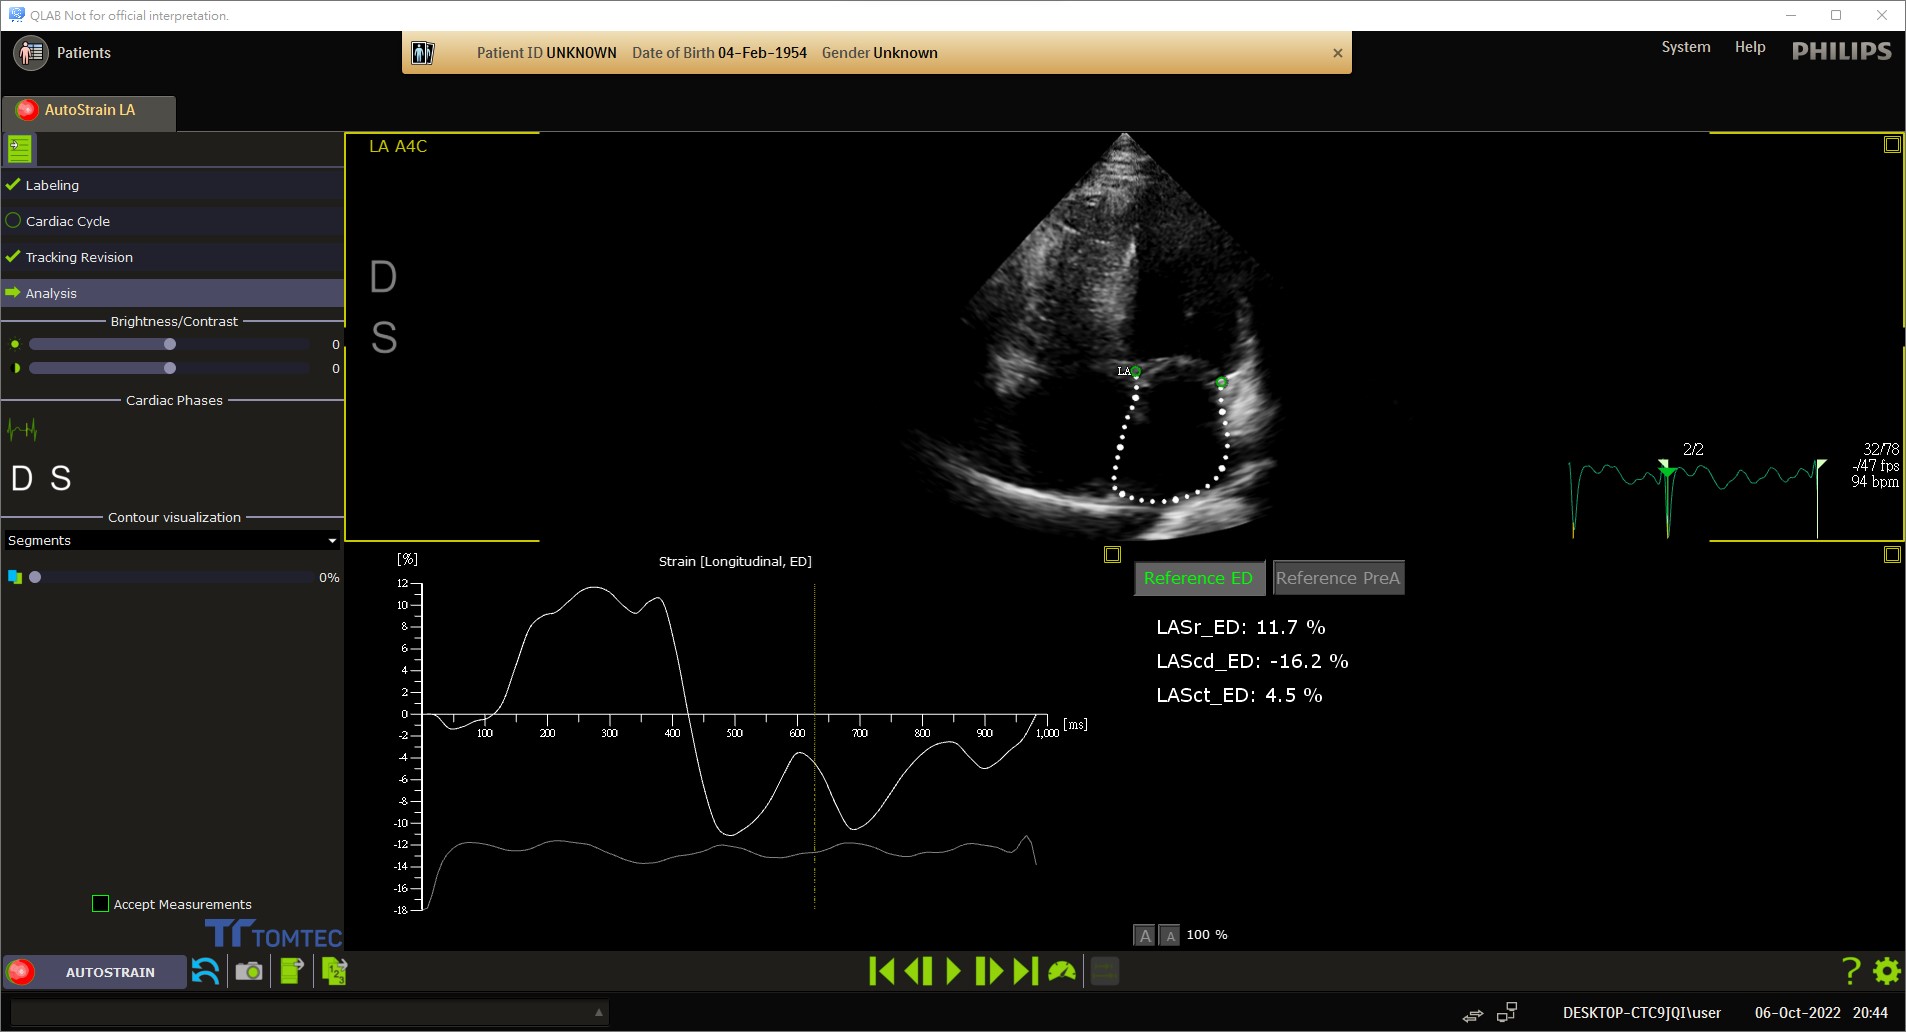 QLAB Not for official interpretation.
Patients
Patient ID UNKNOWN Date of Birth 04-Feb-1954 Gender Unknown
System Help PHILIPS
AutoStrain LA
Labeling
Cardiac Cycle
Tracking Revision
Analysis
Brightness/Contrast
0
0
Cardiac Phases
D S
Contour visualization
Segments
0%
Accept Measurements
TOMTEC
LA A4C
D
S
LA
2/2
32/78
-/47 fps
94 bpm
[%]
Strain [Longitudinal, ED]
12
10
8
6
4
2
0
-2
-4
-6
-8
-10
-12
-14
-16
-18
100 200 300 400 500 600 700 800 900 1,000 [ms]
Reference ED Reference PreA
LASr_ED: 11.7 %
LAScd_ED: -16.2 %
LASct_ED: 4.5 %
A A 100 %
AUTOSTRAIN
1 2 3
?
DESKTOP-CTC9JQI\user 06-Oct-2022 20:44